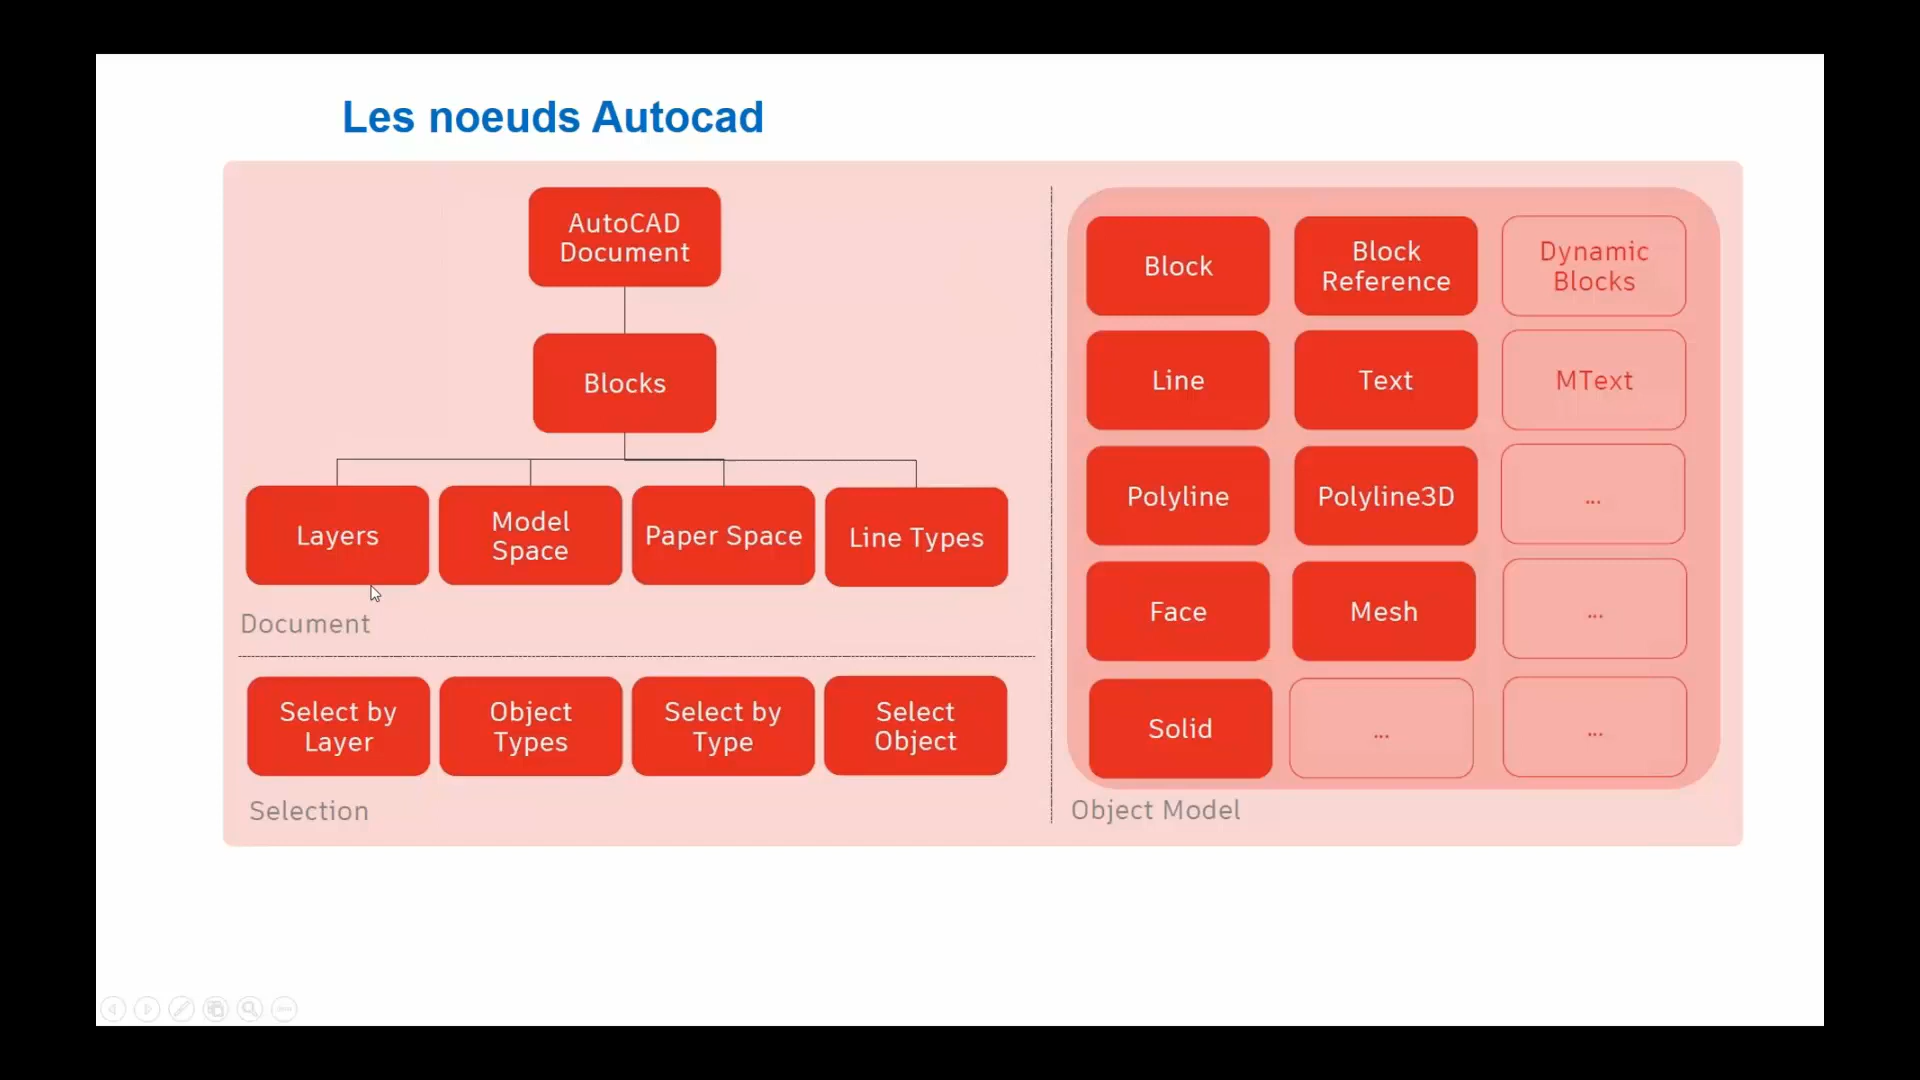 Les noeuds Autocad
AutoCAD
Document
Blocks
Layers
Model
Space
Paper Space
Line Types
Document
Select by
Layer
Object
Types
Select by
Type
Select
Object
Selection
Block
Block
Reference
Dynamic
Blocks
Line
Text
MText
Polyline
Polyline3D
...
Face
Mesh
...
Solid
...
...
Object Model